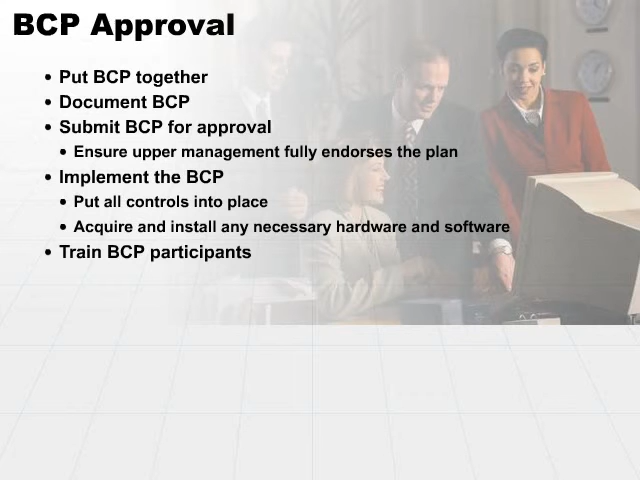 BCP Approval
• Put BCP together
• Document BCP
• Submit BCP for approval
• Ensure upper management fully endorses the plan
• Implement the BCP
• Put all controls into place
• Acquire and install any necessary hardware and software
• Train BCP participants